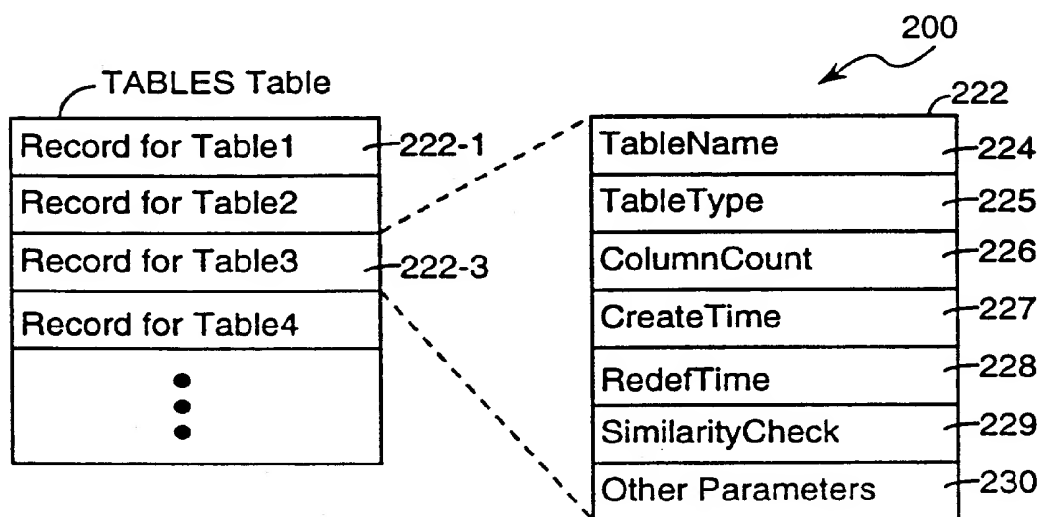 200
TABLES Table
Record for Table1
222-1
Record for Table2
Record for Table3
222-3
Record for Table4
222
TableName
224
TableType
225
ColumnCount
226
CreateTime
227
RedefTime
228
SimilarityCheck
229
Other Parameters
230